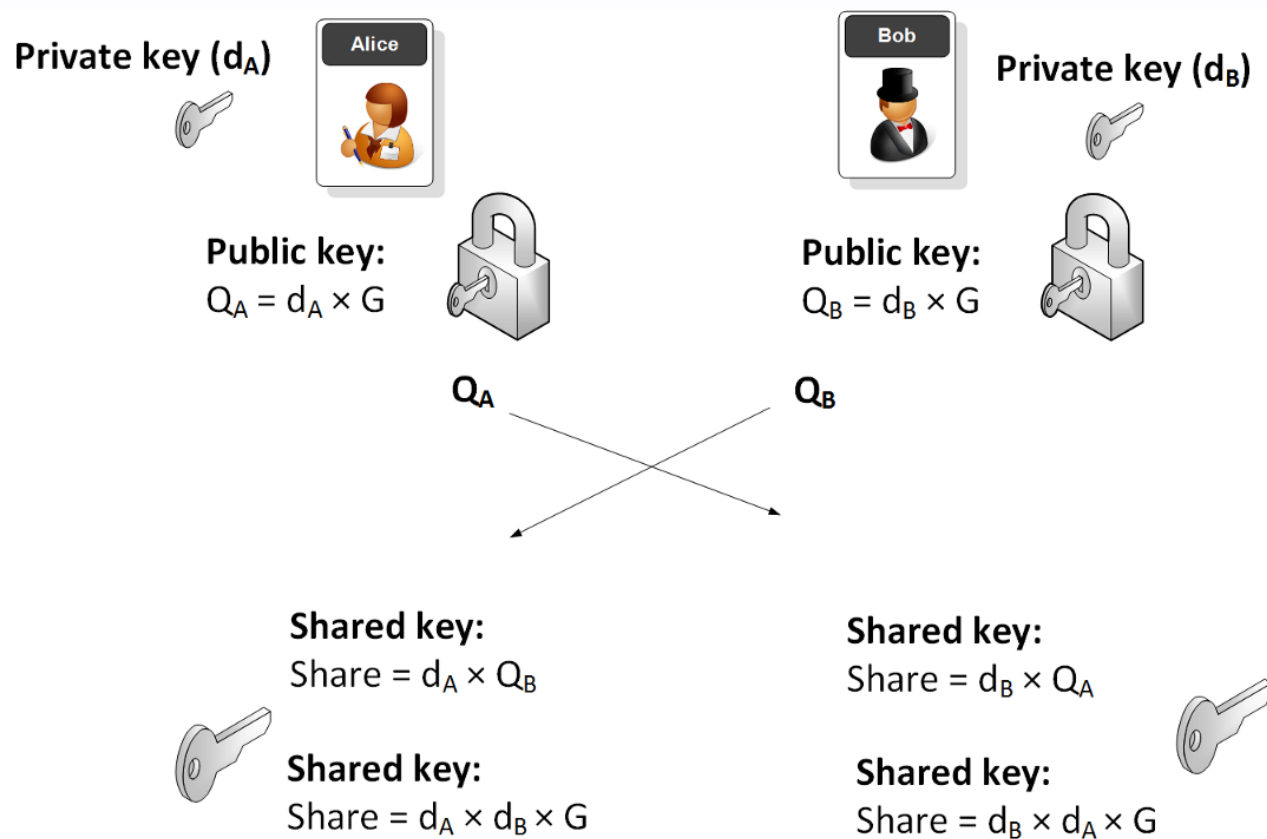 Private key (dA)
Alice
Bob
Private key (dB)
Public key:
QA = dA × G
Public key:
QB = dB × G
QA
QB
Shared key:
Share = dA × QB
Shared key:
Share = dB × QA
Shared key:
Share = dA × dB × G
Shared key:
Share = dB × dA × G